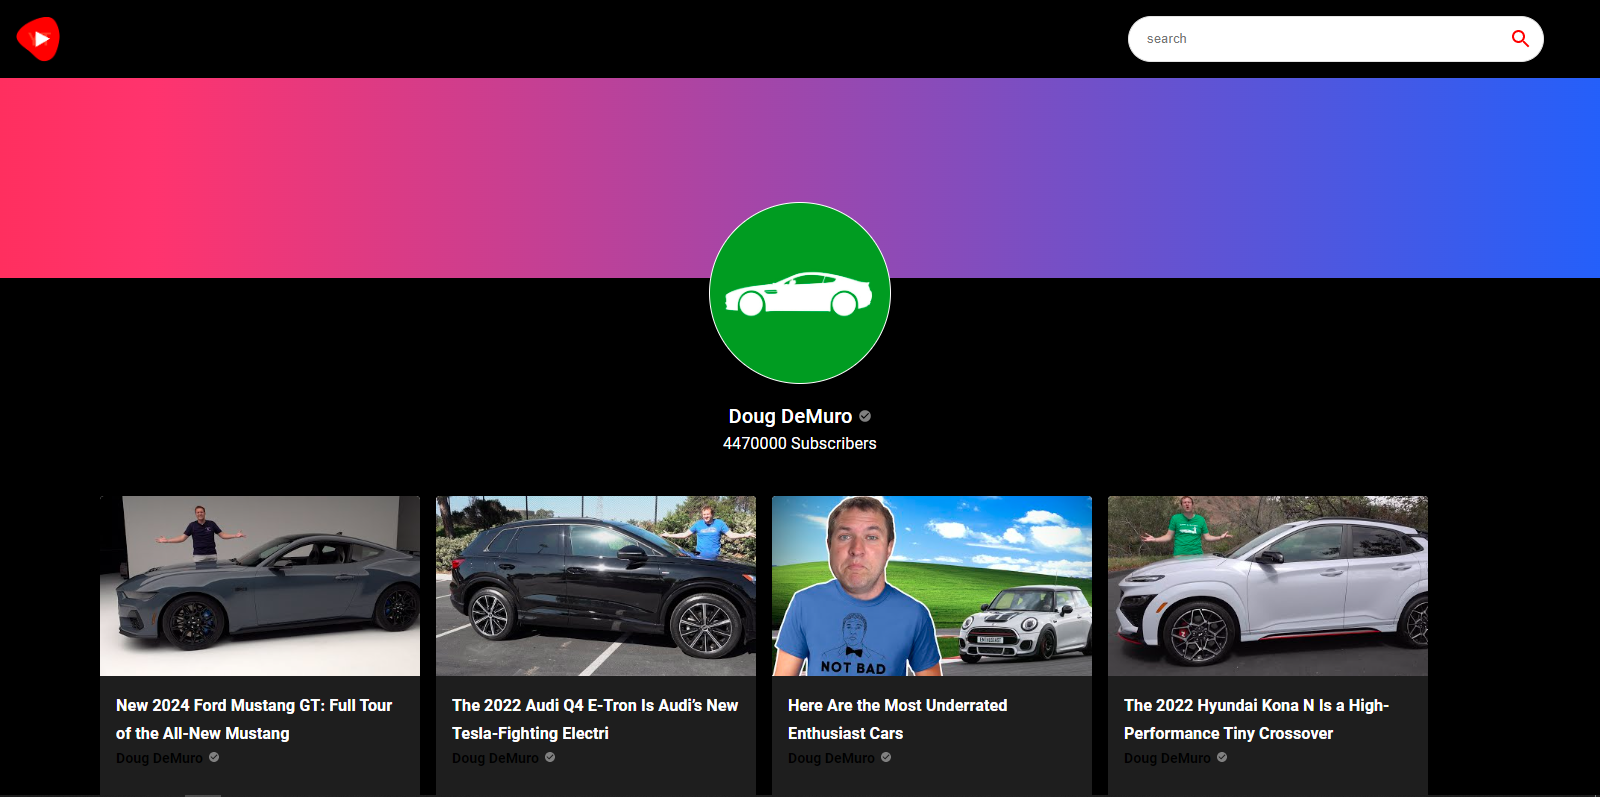 search
Doug DeMuro
4470000 Subscribers
NOT BAD
New 2024 Ford Mustang GT: Full Tour
of the All-New Mustang
Doug DeMuro
The 2022 Audi Q4 E-Tron Is Audi’s New
Tesla-Fighting Electri
Doug DeMuro
Here Are the Most Underrated
Enthusiast Cars
Doug DeMuro
The 2022 Hyundai Kona N Is a High-
Performance Tiny Crossover
Doug DeMuro